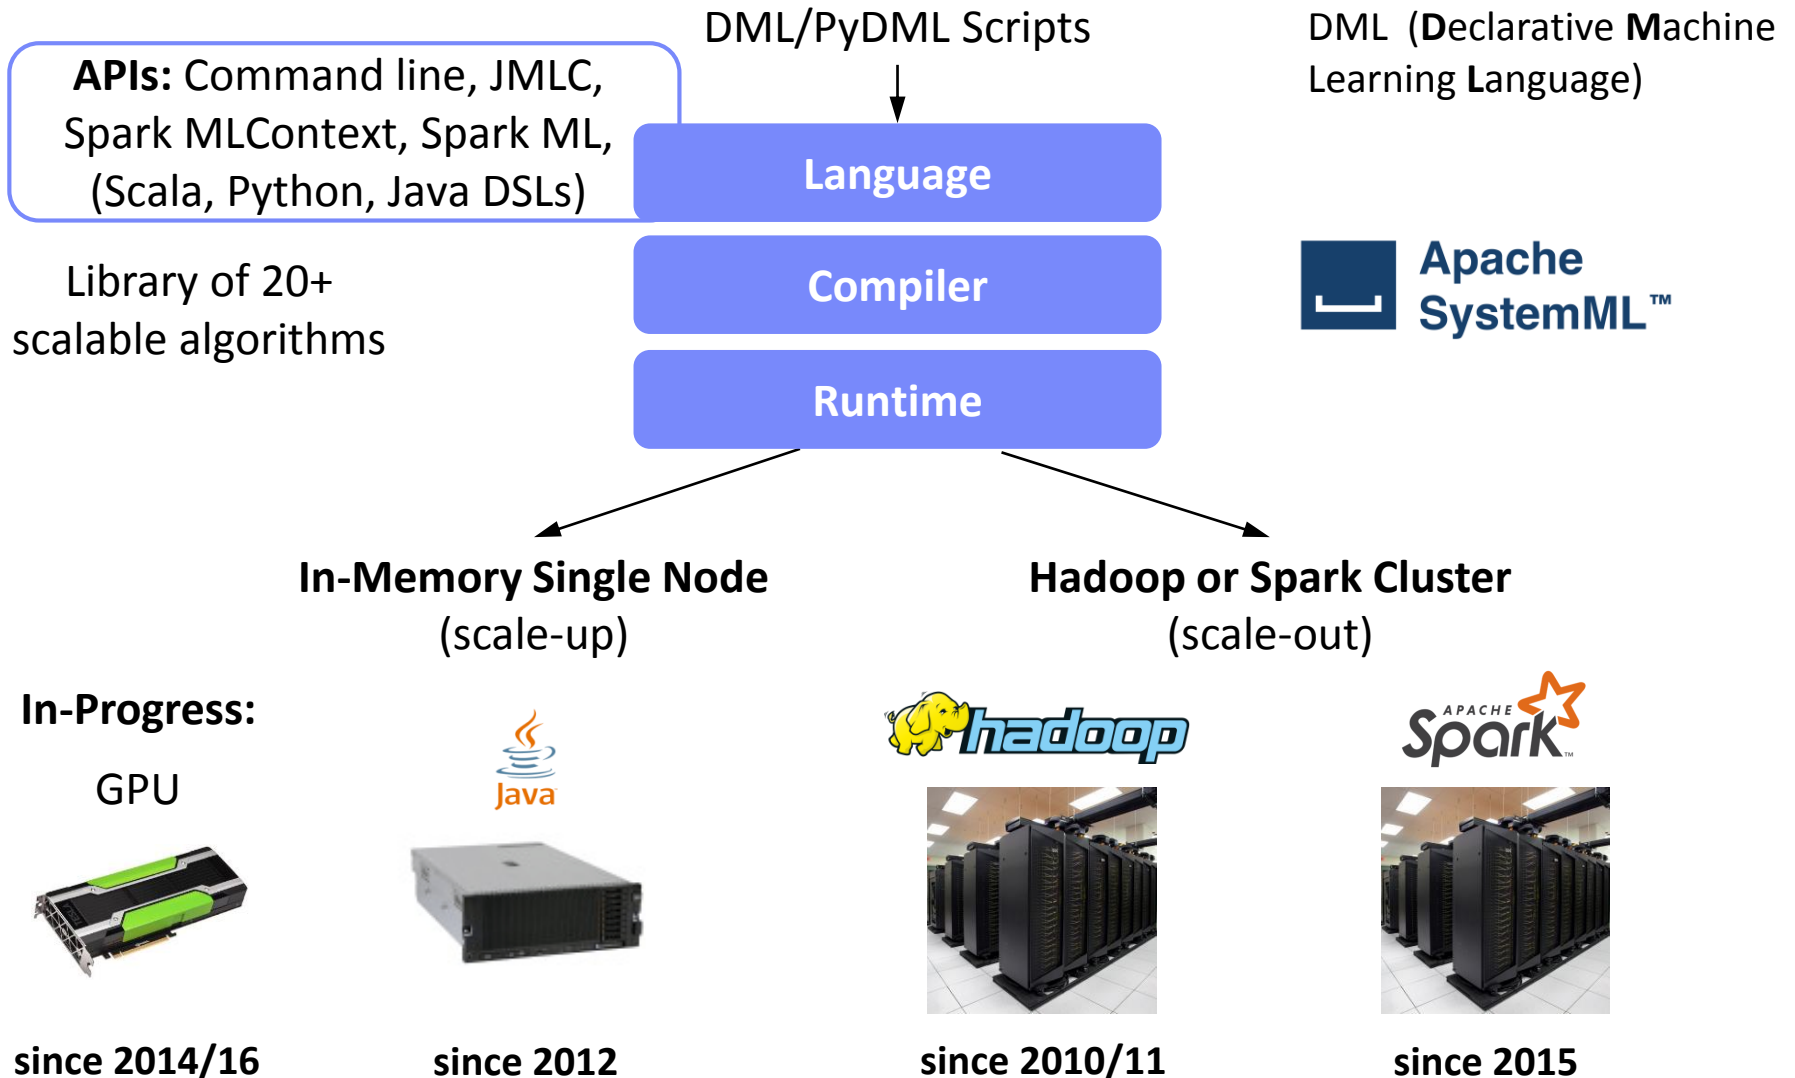 DML/PyDML Scripts
DML (Declarative Machine
Learning Language)
APIs: Command line, JMLC,
Spark MLContext, Spark ML,
(Scala, Python, Java DSLs)
Language
Library of 20+
scalable algorithms
Compiler
Apache
SystemML™
Runtime
In-Memory Single Node
(scale-up)
Hadoop or Spark Cluster
(scale-out)
In-Progress:
GPU
Java
hadoop
APACHE
Spark™
TESLA
since 2014/16
since 2012
since 2010/11
since 2015